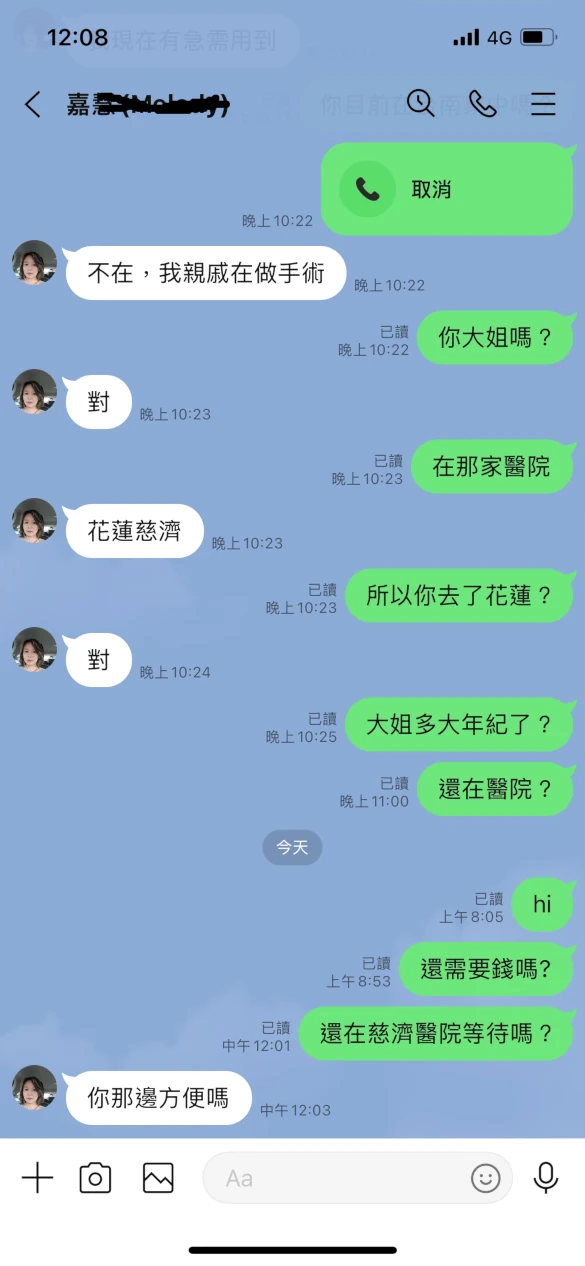 12:08
4G
現在有急需用到
嘉慧
你目前在
取消
晚上10:22
不在，我親戚在做手術
晚上10:22
你大姐嗎？
已讀
晚上10:22
對
晚上10:23
在那家醫院
已讀
晚上10:23
花蓮慈濟
晚上10:23
所以你去了花蓮？
已讀
晚上10:23
對
晚上10:24
大姐多大年紀了？
已讀
晚上10:25
還在醫院？
已讀
晚上11:00
今天
hi
已讀
上午8:05
還需要錢嗎?
已讀
上午8:53
還在慈濟醫院等待嗎？
已讀
中午12:01
你那邊方便嗎
中午12:03
Aa